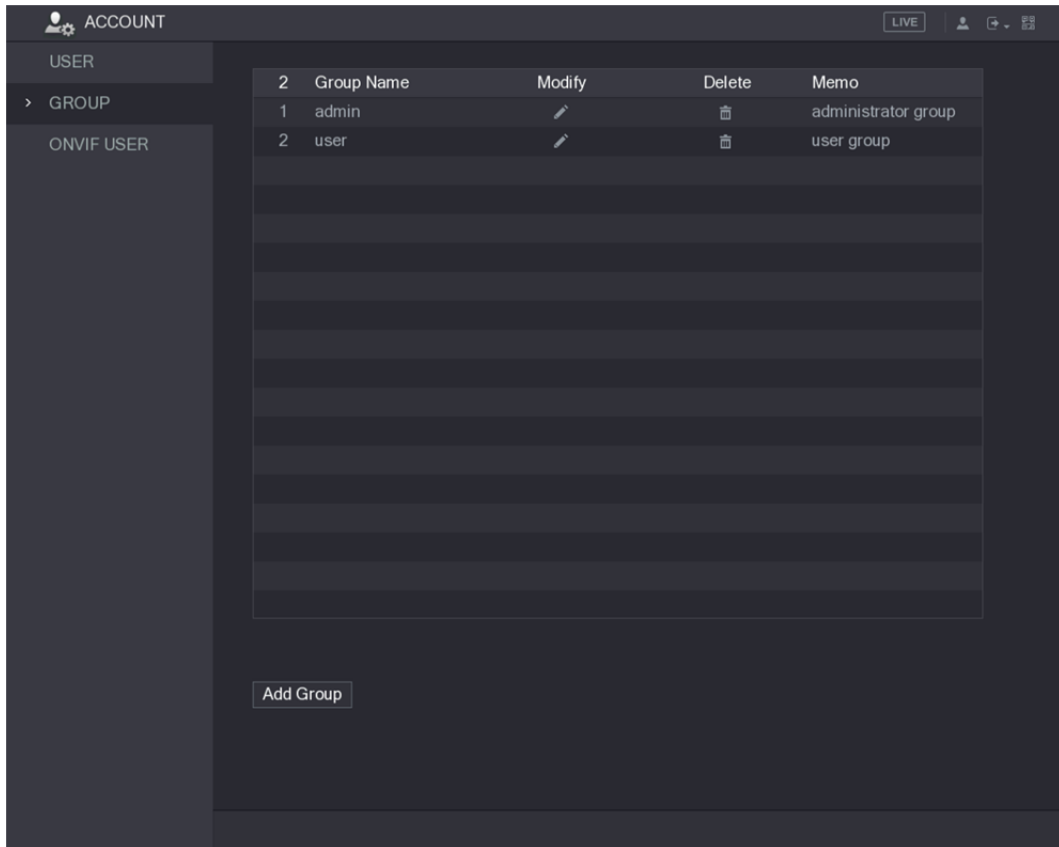 ACCOUNT
LIVE
USER
GROUP
ONVIF USER
2 Group Name Modify Delete Memo
1 admin administrator group
2 user user group
Add Group